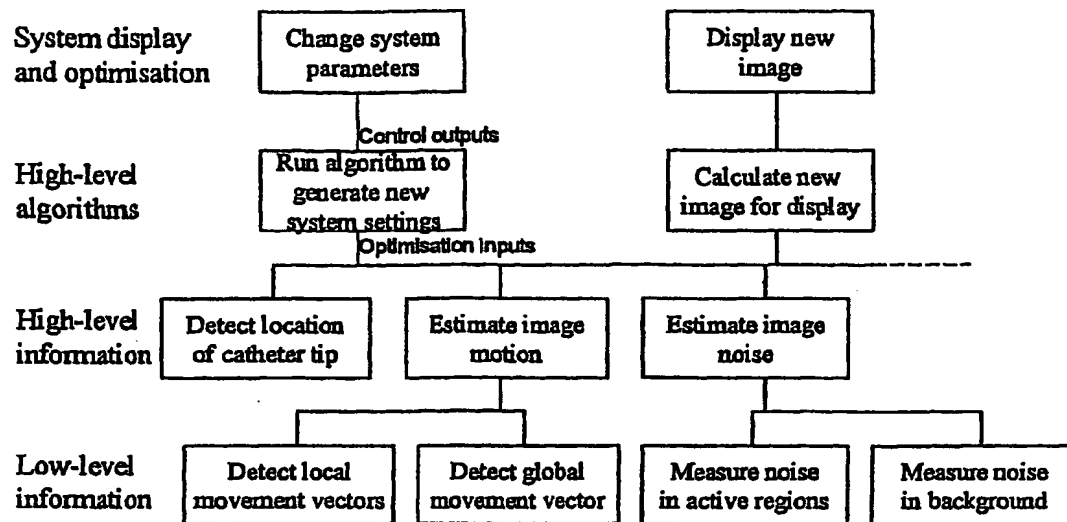 System display
and optimisation
Change system
parameters
Display new
image
Control outputs
High-level
algorithms
Run algorithm to
generate new
system settings
Calculate new
image for display
Optimisation inputs
High-level
information
Detect location
of catheter tip
Estimate image
motion
Estimate image
noise
Low-level
information
Detect local
movement vectors
Detect global
movement vector
Measure noise
in active regions
Measure noise
in background